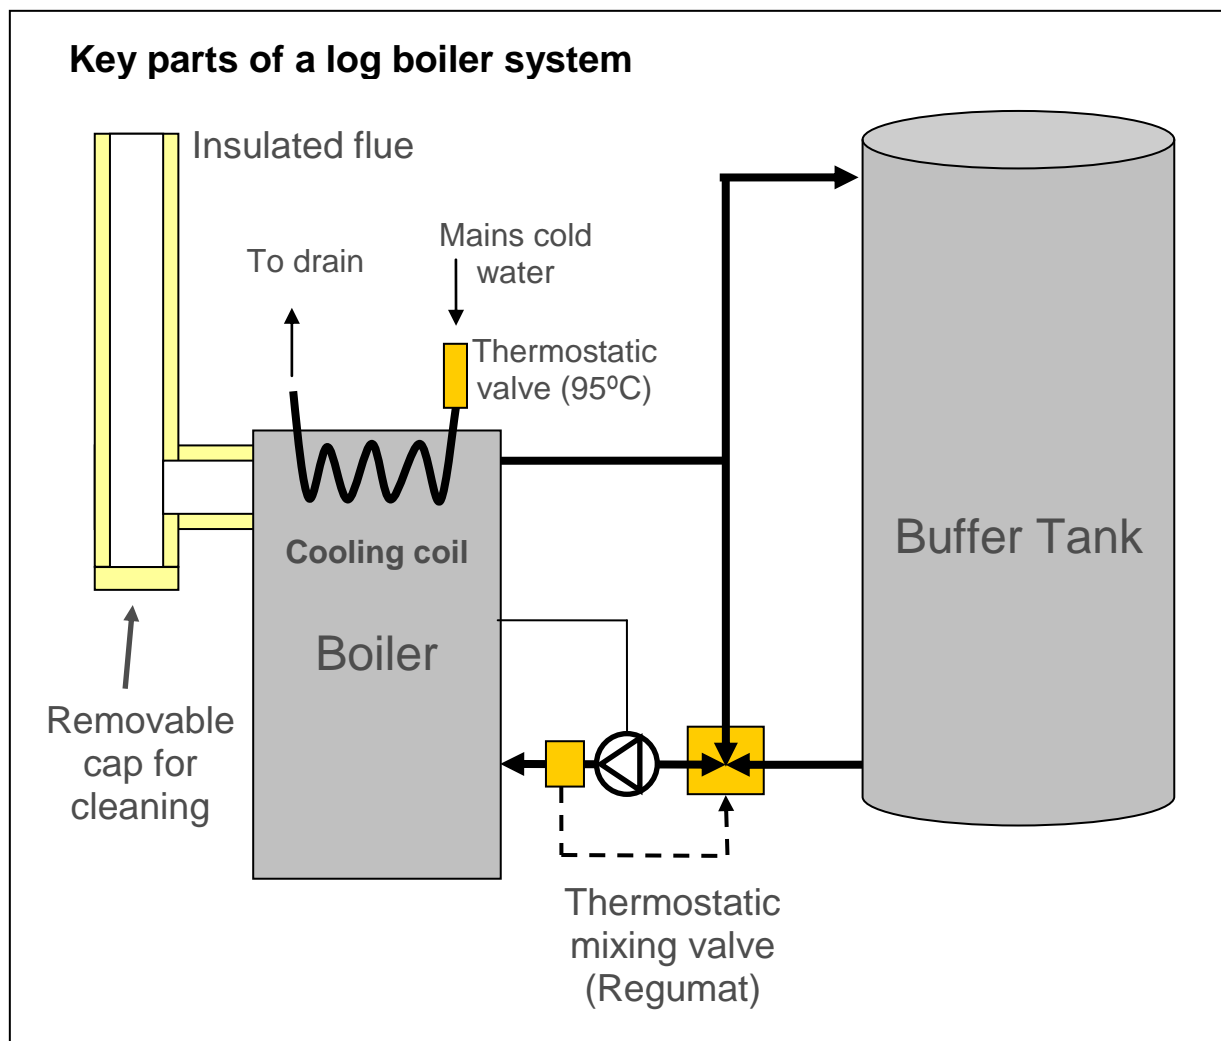 Key parts of a log boiler system
Insulated flue
To drain
Mains cold
water
Thermostatic
valve (95ºC)
Cooling coil
Boiler
Buffer Tank
Removable
cap for
cleaning
Thermostatic
mixing valve
(Regumat)